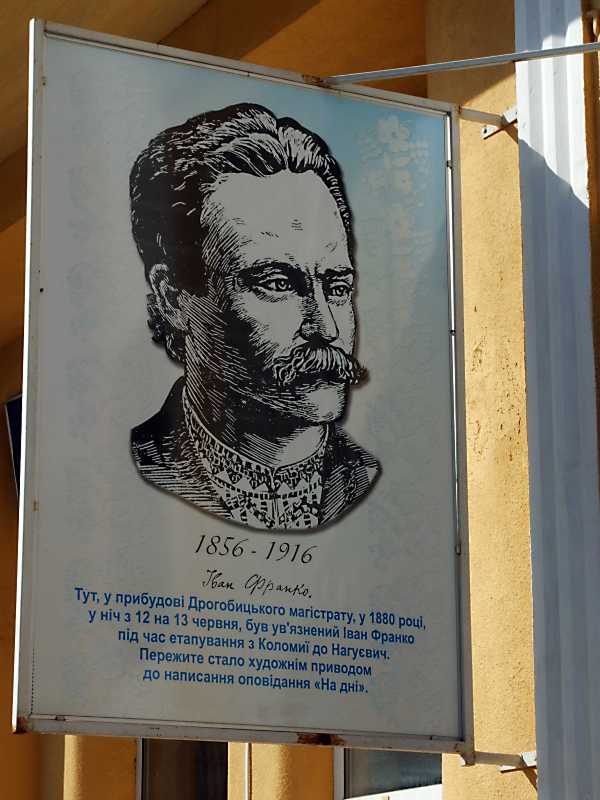 1856 - 1916
Іван Франко.
Тут, у прибудові Дрогобицького магістрату, у 1880 році,
у ніч з 12 на 13 червня, був ув'язнений Іван Франко
під час етапування з Коломиї до Нагуєвич.
Пережите стало художнім приводом
до написання оповідання «На дні».